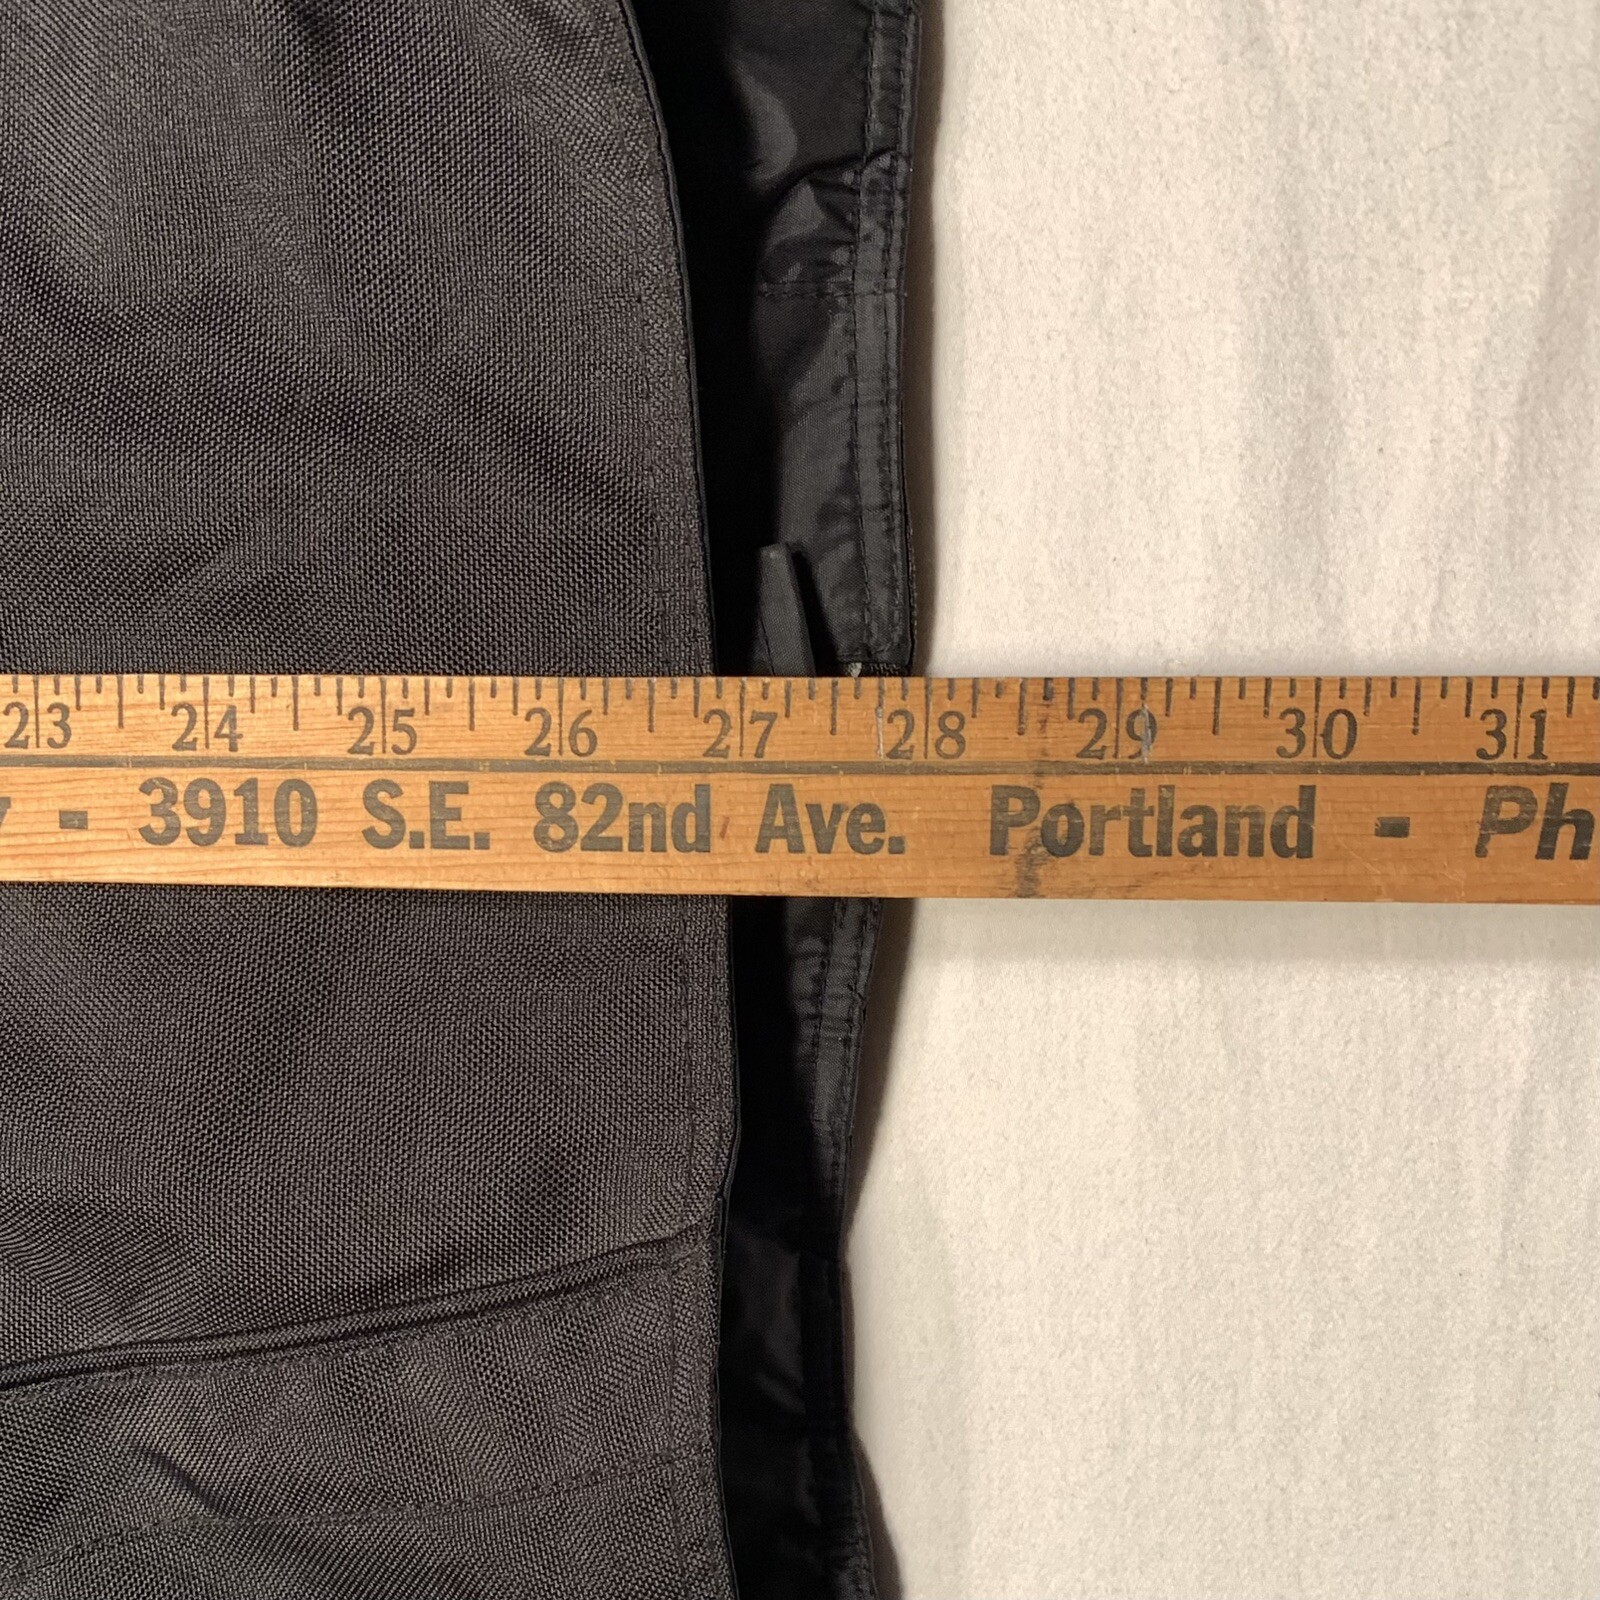 23 24 25 26 27 28 29 30 31
- 3910 S.E. 82nd Ave. Portland - Ph